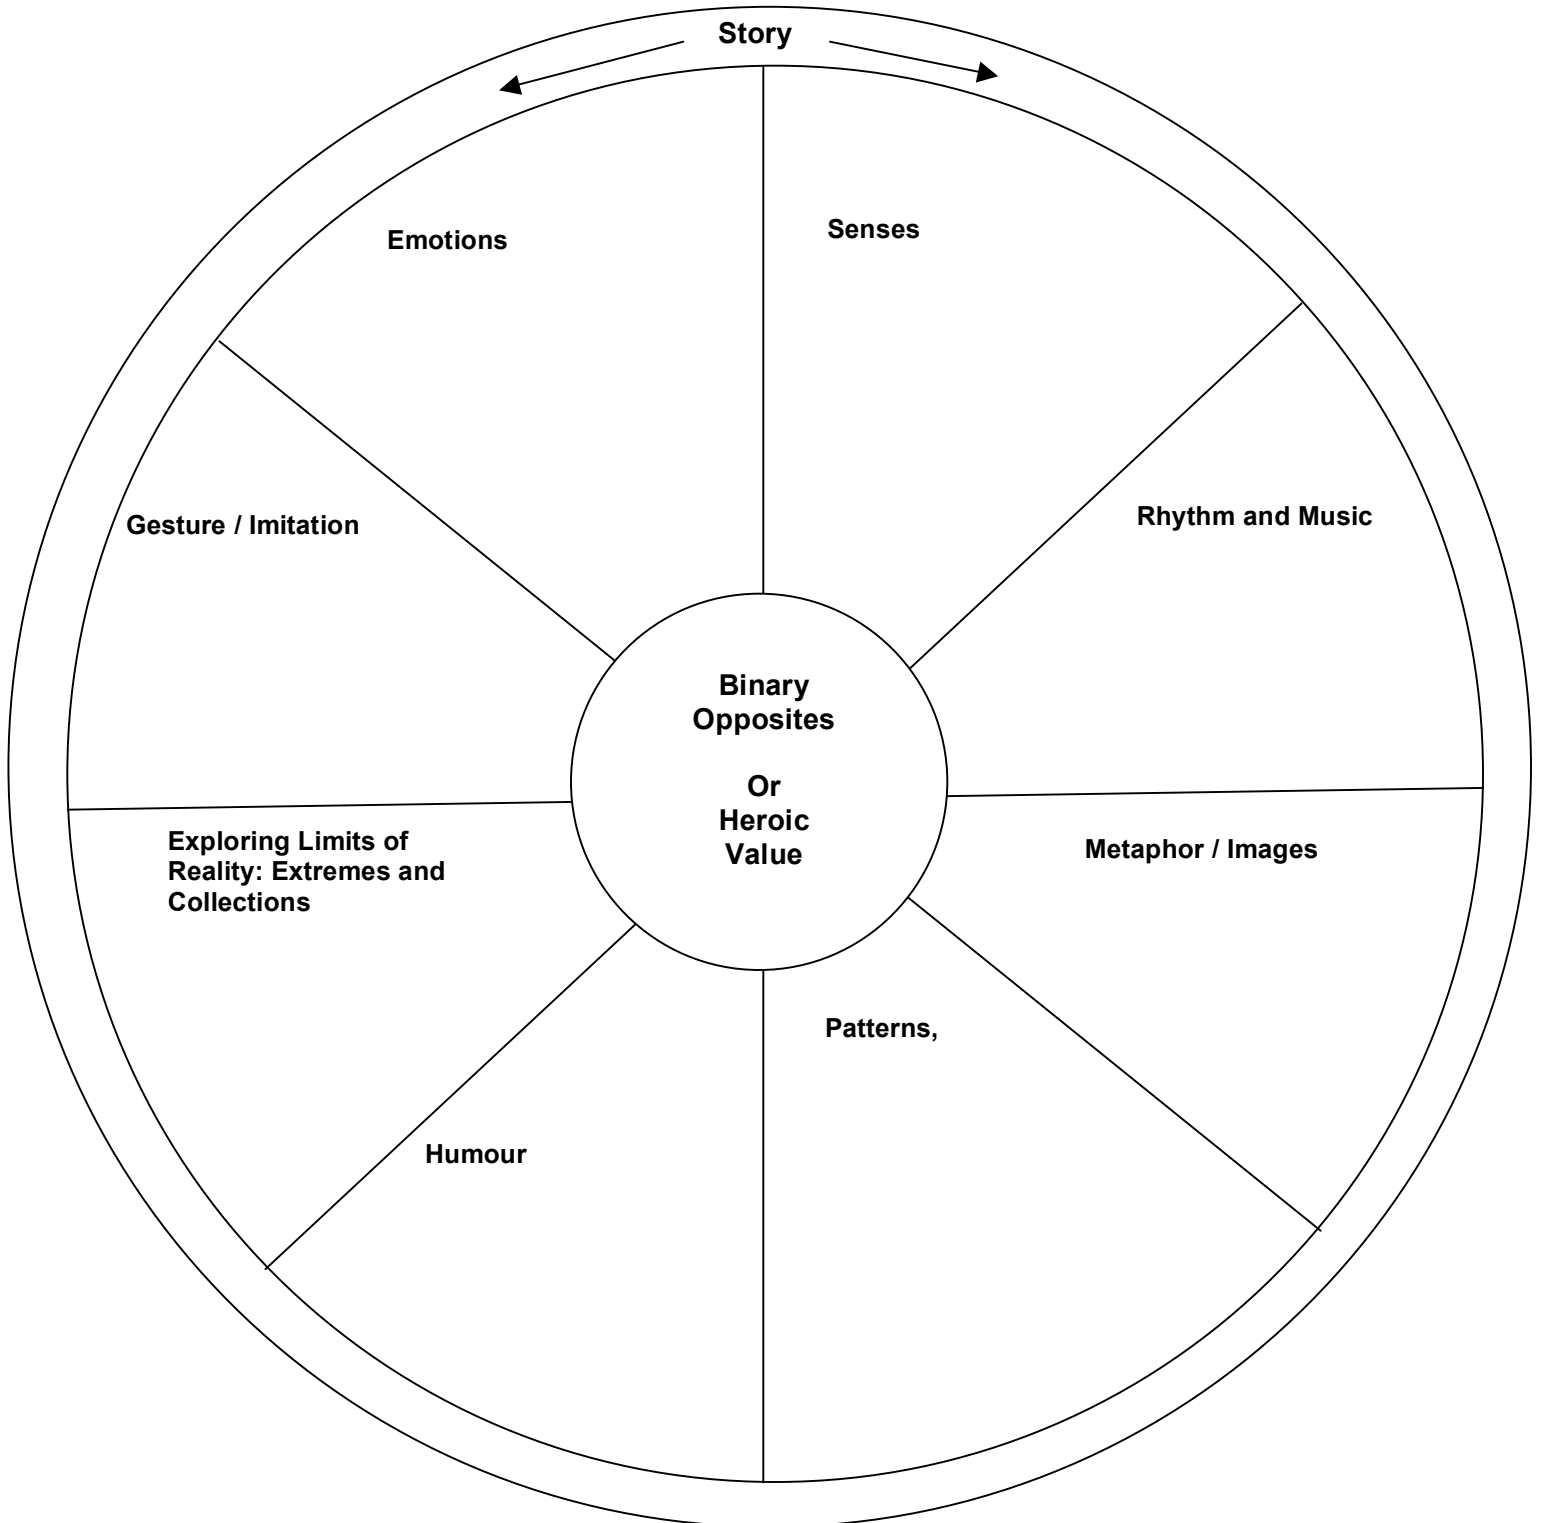 Story
Emotions
Senses
Gesture / Imitation
Rhythm and Music
Binary
Opposites
Or
Heroic
Value
Exploring Limits of
Reality: Extremes and
Collections
Metaphor / Images
Patterns,
Humour